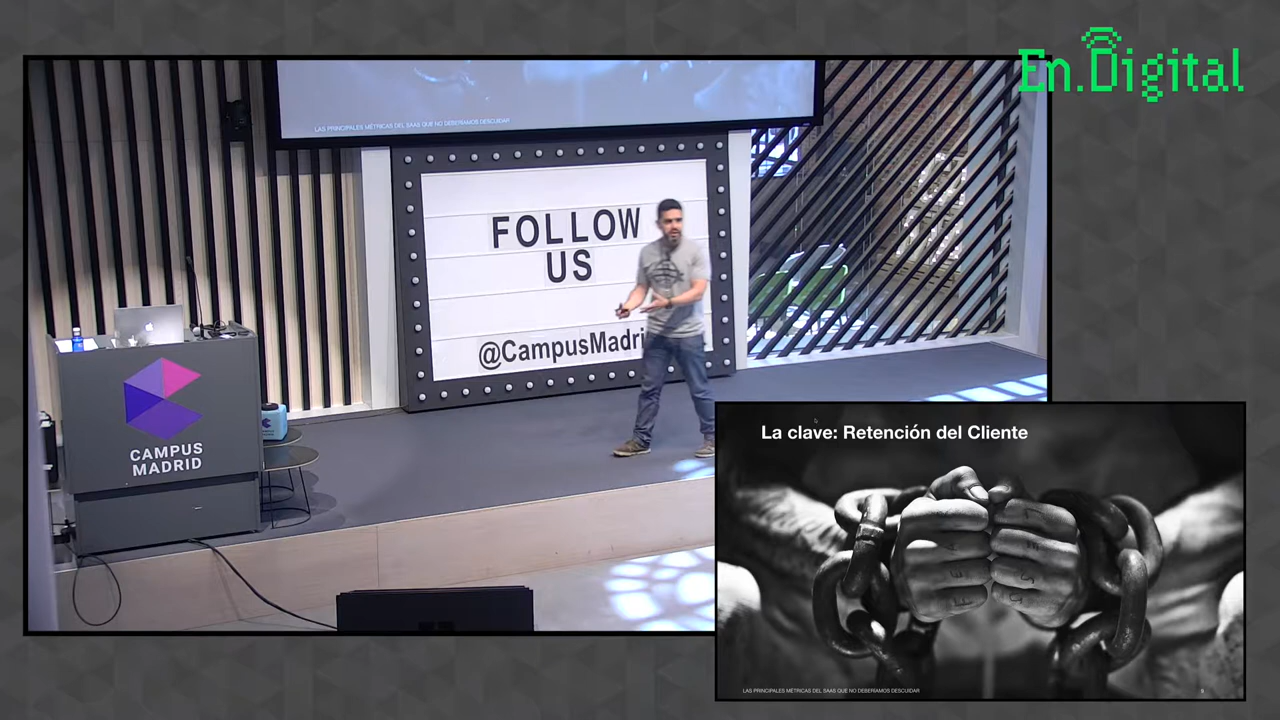 En.Digital
LAS PRINCIPALES MÉTRICAS DEL SAAS QUE NO DEBERÍAMOS DESCUIDAR
FOLLOW
US
@CampusMadri
CAMPUS
MADRID
La clave: Retención del Cliente
LAS PRINCIPALES MÉTRICAS DEL SAAS QUE NO DEBERÍAMOS DESCUIDAR